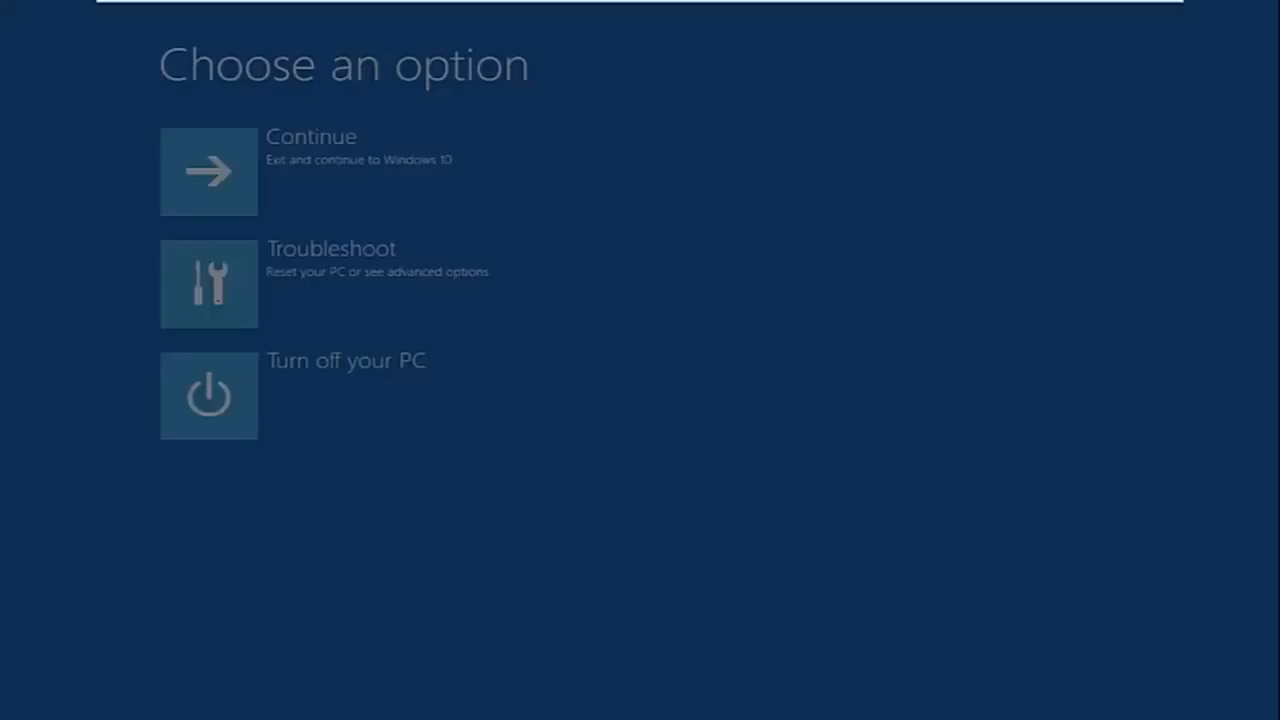 Choose an option
Continue
Exit and continue to Windows 10
Troubleshoot
Reset your PC or see advanced options
Turn off your PC